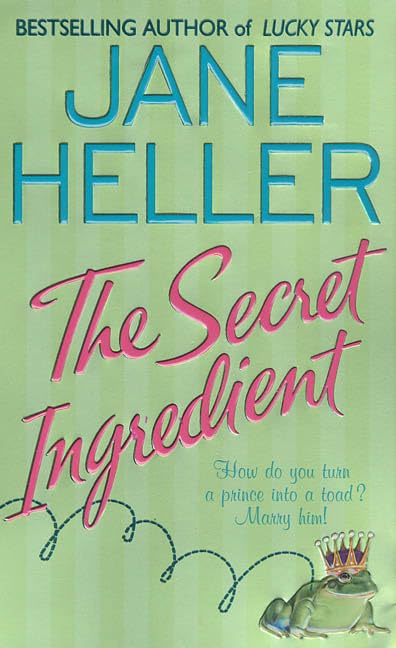 BESTSELLING AUTHOR of LUCKY STARS
JANE
HELLER
The Secret
Ingredient
How do you turn
a prince into a toad?
Marry him!